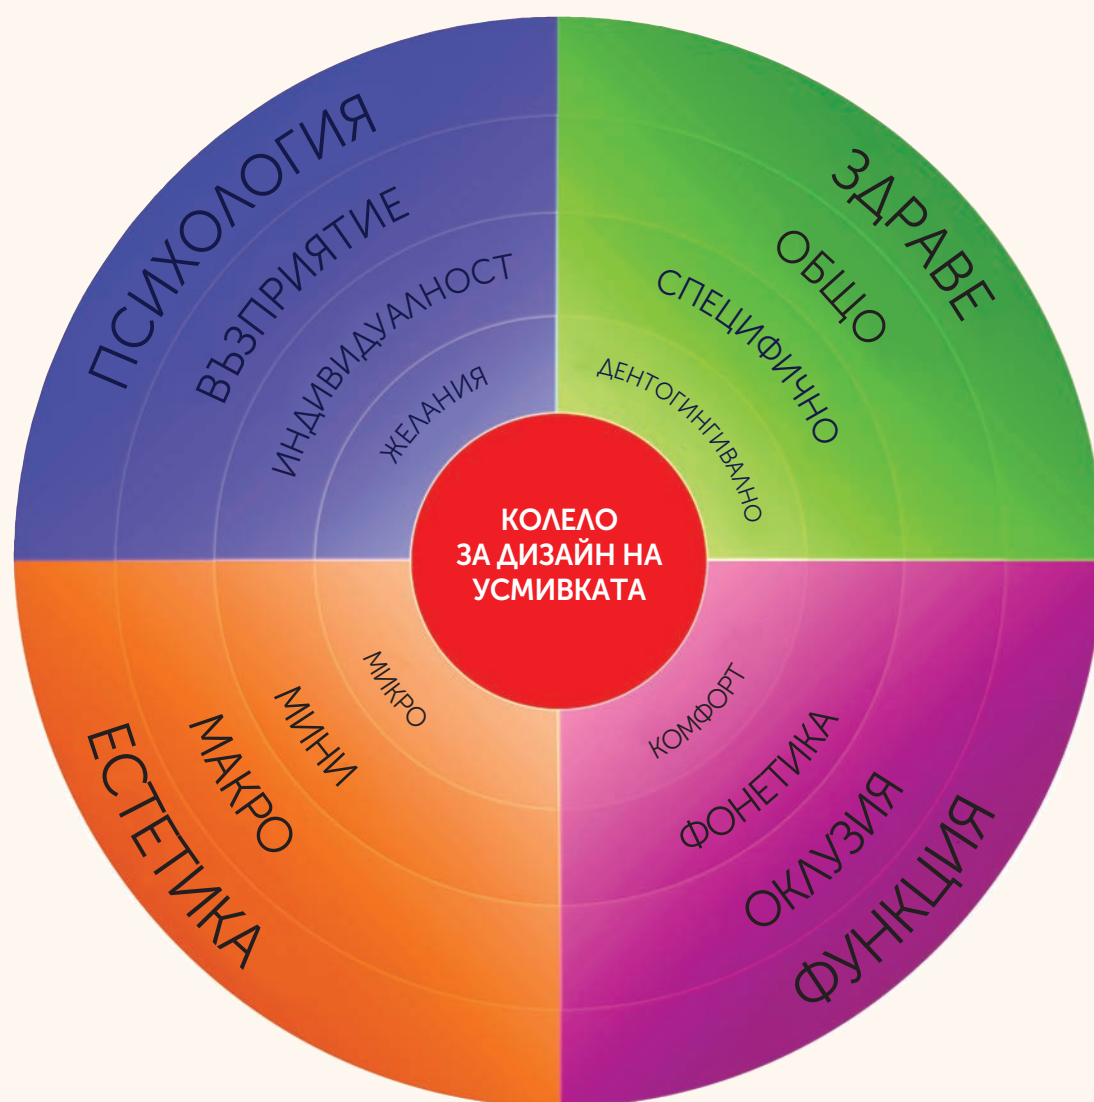 ПСИХОЛОГИЯ
ВЪЗПРИЯТИЕ
ИНДИВИДУАЛНОСТ
ЖЕЛАНИЯ
ЗДРАВЕ
ОБЩО
СПЕЦИФИЧНО
ДЕНТОГИНГИВАЛНО
КОЛЕЛО
ЗА ДИЗАЙН НА
УСМИВКАТА
ЕСТЕТИКА
МАКРО
МИНИ
МИКРО
КОМФОРТ
ФОНЕТИКА
ОКЛУЗИЯ
ФУНКЦИЯ